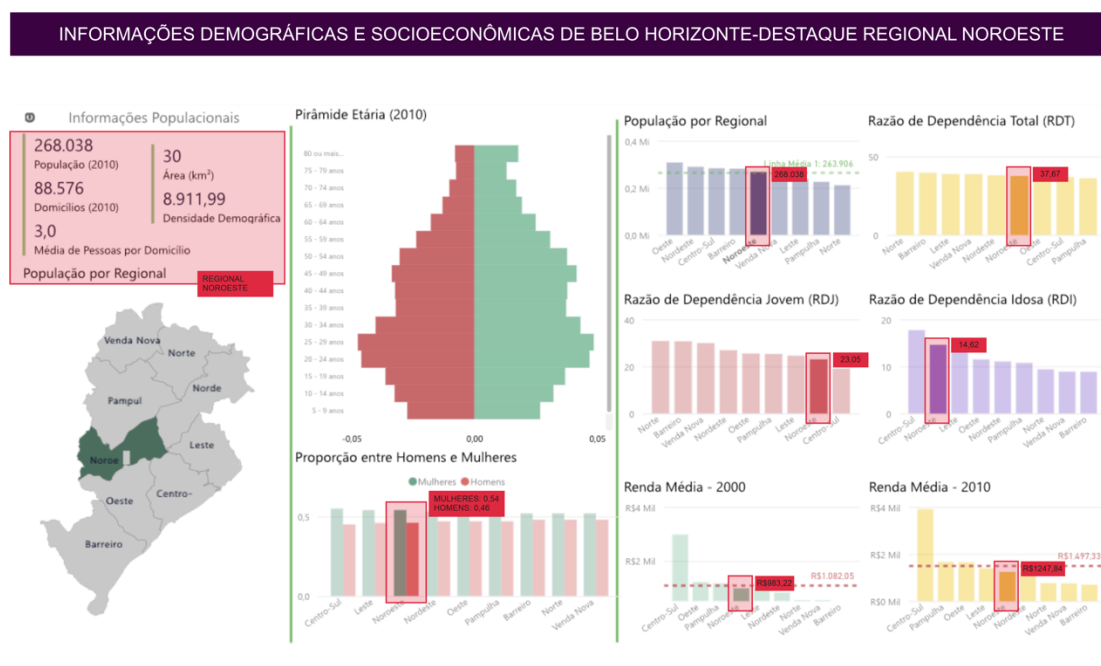 INFORMAÇÕES DEMOGRÁFICAS E SOCIOECONÔMICAS DE BELO HORIZONTE-DESTAQUE REGIONAL NOROESTE
Informações Populacionais
268.038
População (2010)
88.576
Domicílios (2010)
3,0
Média de Pessoas por Domicílio
30
Área (km²)
8.911,99
Densidade Demográfica
População por Regional
REGIONAL
NOROESTE
Venda Nova
Norte
Norde
Pampul
Leste
Noroe
Centro-
Oeste
Barreiro
Pirâmide Etária (2010)
80 ou mais...
75 - 79 anos
70 - 74 anos
65 - 69 anos
60 - 64 anos
55 - 59 anos
50 - 54 anos
45 - 49 anos
40 - 44 anos
35 - 39 anos
30 - 34 anos
25 - 29 anos
20 - 24 anos
15 - 19 anos
10 - 14 anos
5 - 9 anos
-0,05 0,00 0,05
Proporção entre Homens e Mulheres
Mulheres Homens
MULHERES: 0,54
HOMENS: 0,46
0,5
0,0
Centro-Sul Leste Noroeste Nordeste Oeste Pampulha Barreiro Norte Venda Nova
População por Regional
0,4 Mi
Linha Média 1: 263.906
268.038
0,2 Mi
0,0 Mi
Oeste Nordeste Centro-Sul Barreiro Noroeste Venda Nova Leste Pampulha Norte
Razão de Dependência Total (RDT)
50
37,67
0
Norte Barreiro Leste Venda Nova Nordeste Noroeste Oeste Centro-Sul Pampulha
Razão de Dependência Jovem (RDJ)
40
23,05
20
0
Norte Barreiro Venda Nova Nordeste Oeste Pampulha Leste Noroeste Centro-Sul
Razão de Dependência Idosa (RDI)
20
14,62
10
0
Centro-Sul Noroeste Leste Oeste Nordeste Pampulha Norte Venda Nova Barreiro
Renda Média - 2000
R$4 Mil
R$2 Mil
R$1.082,05
R$983,22
Centro-Sul Oeste Pampulha Noroeste Leste Nordeste Norte Venda Nova Barreiro
Renda Média - 2010
R$4 Mil
R$2 Mil
R$1.497,33
R$1247,84
R$0 Mil
Centro-Sul Pampulha Oeste Leste Noroeste Nordeste Norte Venda Nova Barreiro